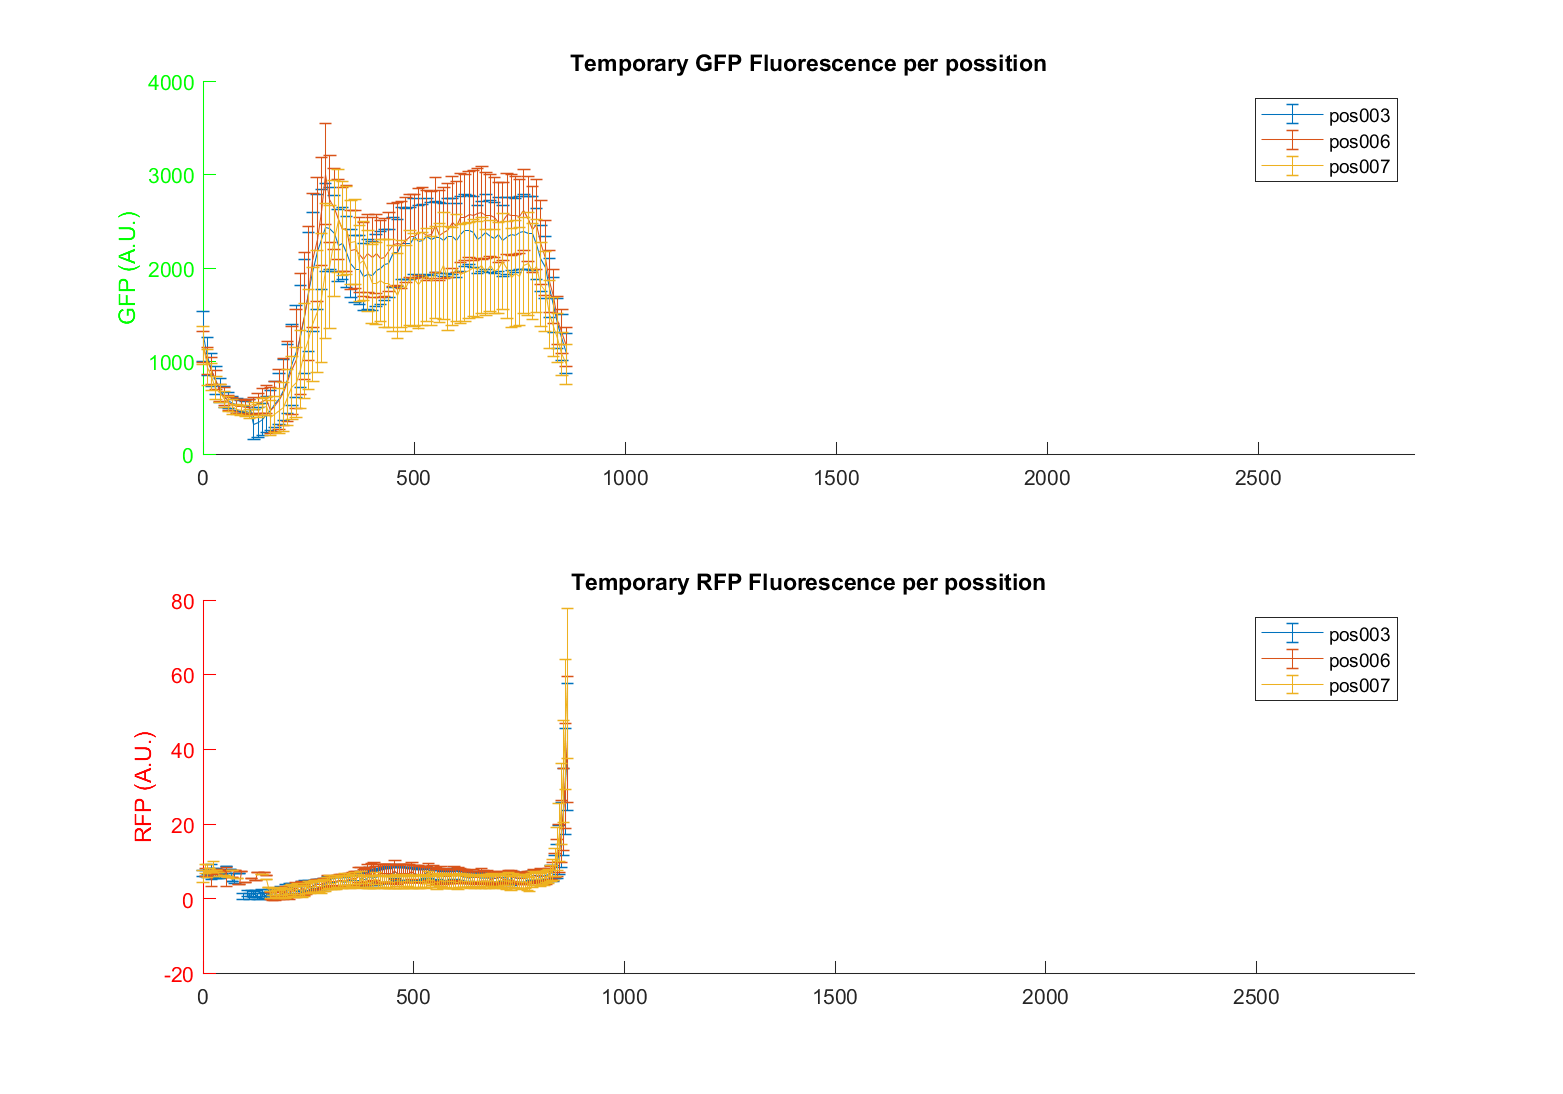 Temporary GFP Fluorescence per possition
4000
3000
2000
1000
0
GFP (A.U.)
0 500 1000 1500 2000 2500
pos003
pos006
pos007
Temporary RFP Fluorescence per possition
80
60
40
20
0
-20
RFP (A.U.)
0 500 1000 1500 2000 2500
pos003
pos006
pos007